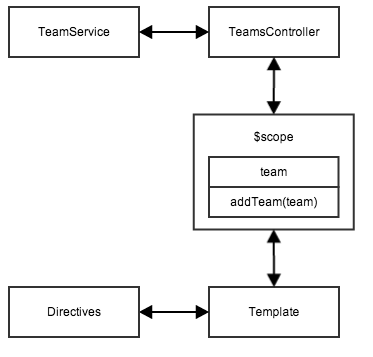 TeamService
TeamsController
$scope
team
addTeam(team)
Directives
Template